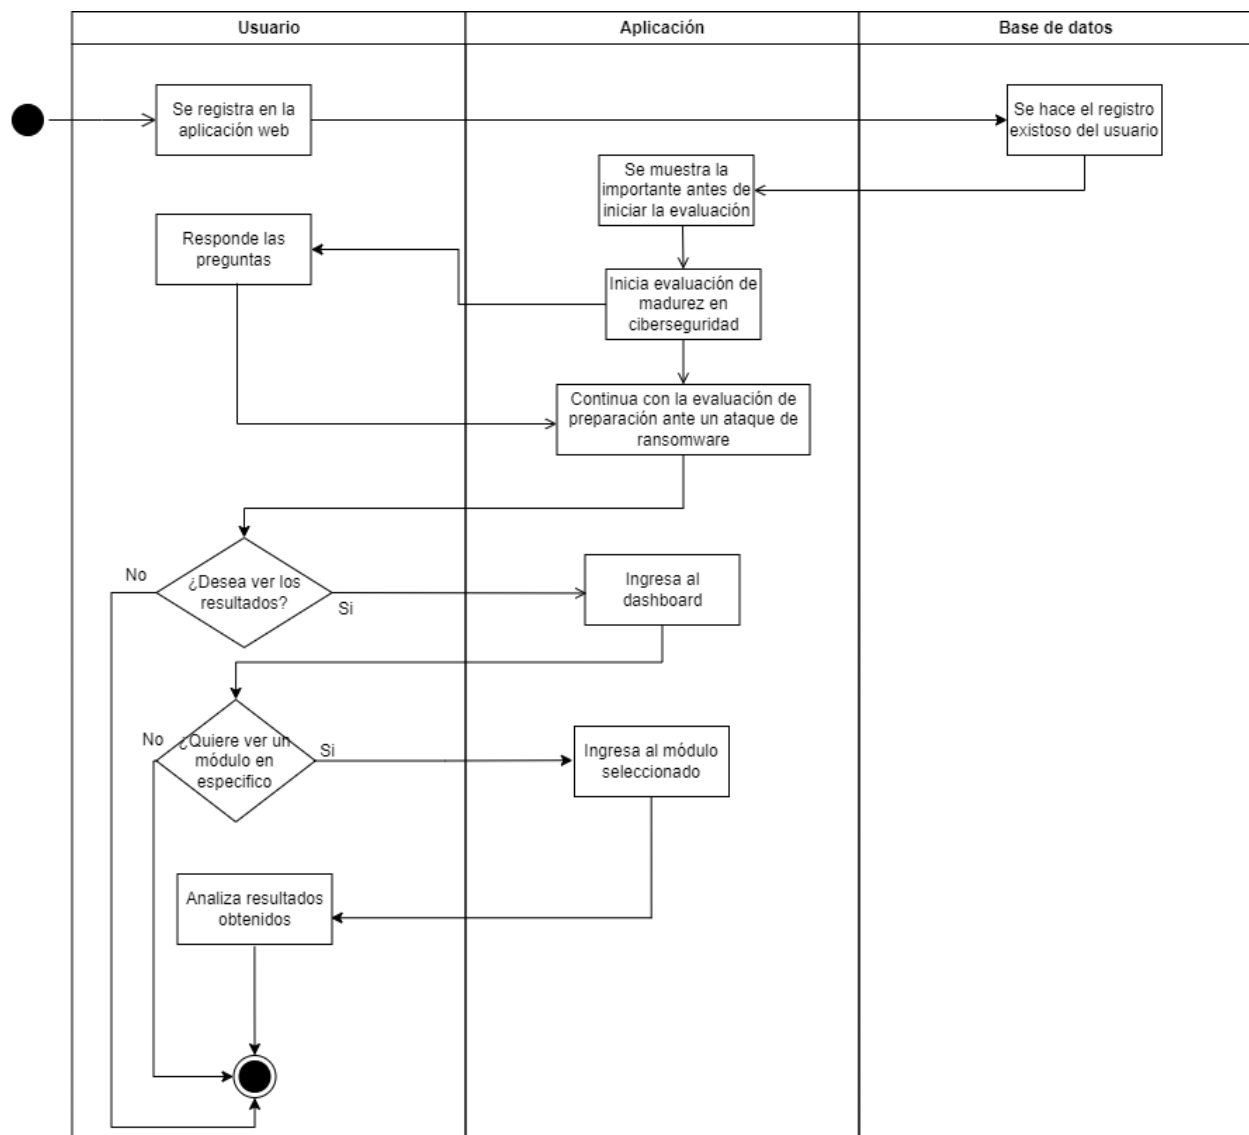 Usuario
Aplicación
Base de datos
Se registra en la
aplicación web
Se hace el registro
existoso del usuario
Se muestra la
importante antes de
iniciar la evaluación
Responde las
preguntas
Inicia evaluación de
madurez en
ciberseguridad
Continua con la evaluación de
preparación ante un ataque de
ransomware
¿Desea ver los
resultados?
No
Si
Ingresa al
dashboard
¿Quiere ver un
módulo en
especifico
No
Si
Ingresa al módulo
seleccionado
Analiza resultados
obtenidos